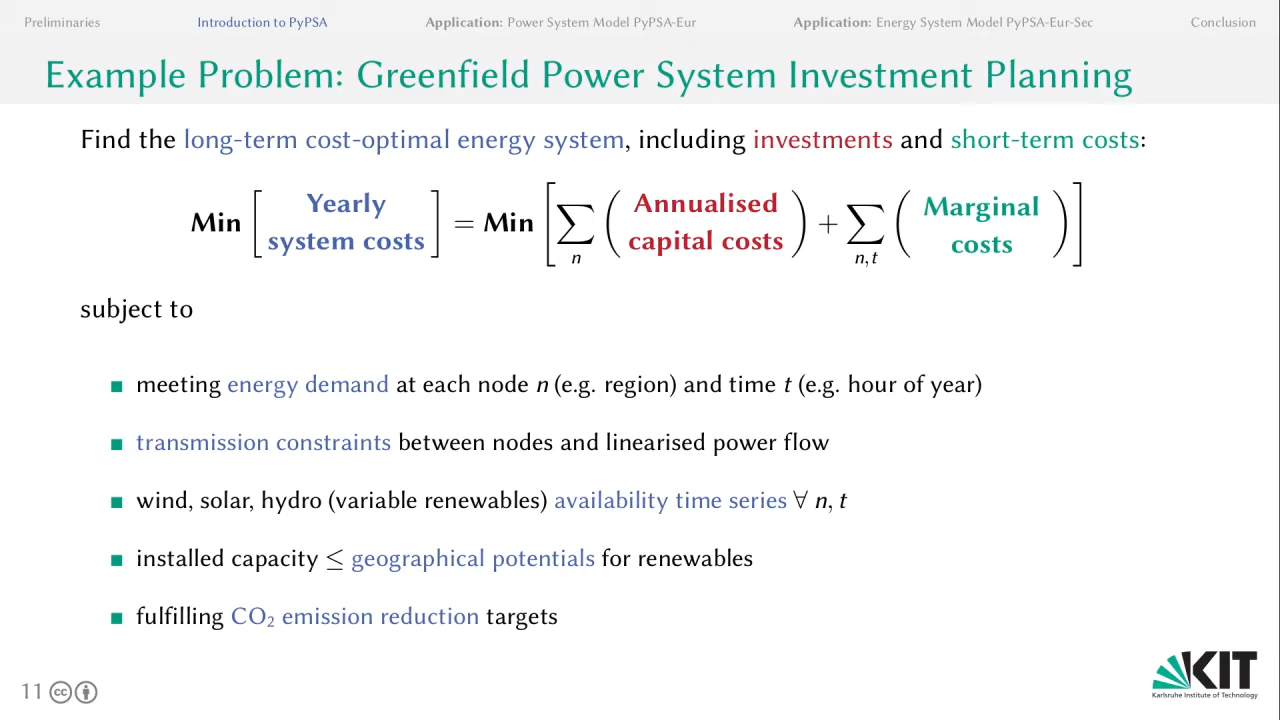 Preliminaries Introduction to PyPSA Application: Power System Model PyPSA-Eur Application: Energy System Model PyPSA-Eur-Sec Conclusion
Example Problem: Greenfield Power System Investment Planning
Find the long-term cost-optimal energy system, including investments and short-term costs:
Min [ Yearly system costs ] = Min [ ∑ₙ ( Annualised capital costs ) + ∑ₙ,ₜ ( Marginal costs ) ]
subject to
■ meeting energy demand at each node n (e.g. region) and time t (e.g. hour of year)
■ transmission constraints between nodes and linearised power flow
■ wind, solar, hydro (variable renewables) availability time series ∀ n, t
■ installed capacity ≤ geographical potentials for renewables
■ fulfilling CO₂ emission reduction targets
KIT
Karlsruhe Institute of Technology
11 cc